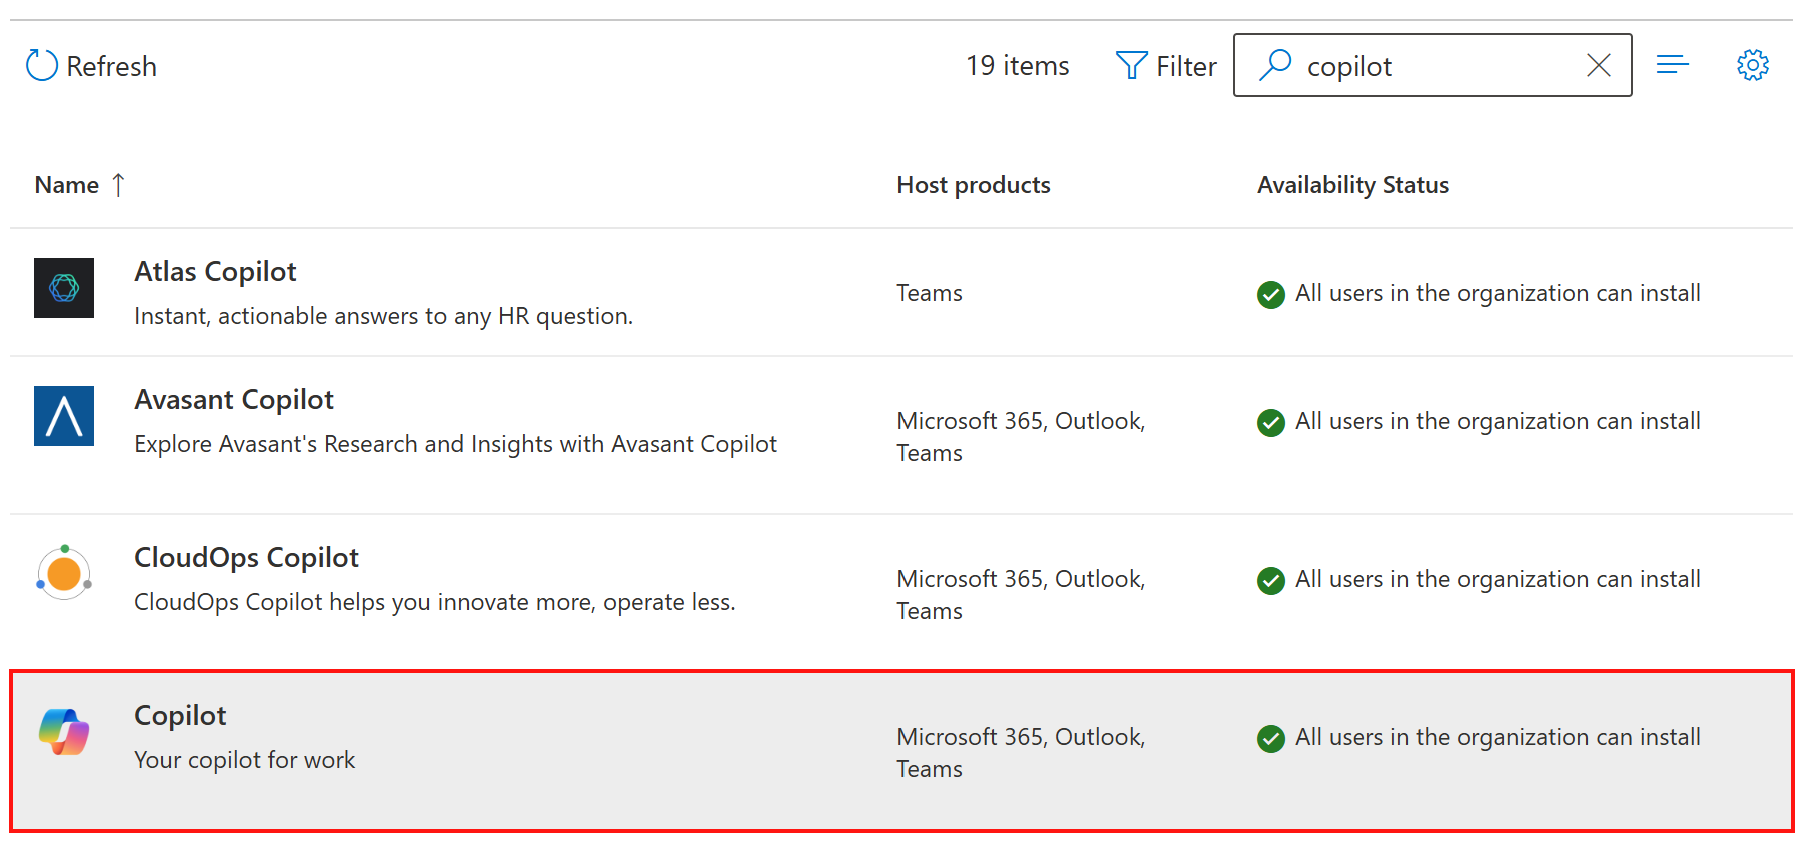 Refresh
19 items
Filter
copilot
Name ↑
Host products
Availability Status
Atlas Copilot
Instant, actionable answers to any HR question.
Teams
All users in the organization can install
Avasant Copilot
Explore Avasant's Research and Insights with Avasant Copilot
Microsoft 365, Outlook,
Teams
All users in the organization can install
CloudOps Copilot
CloudOps Copilot helps you innovate more, operate less.
Microsoft 365, Outlook,
Teams
All users in the organization can install
Copilot
Your copilot for work
Microsoft 365, Outlook,
Teams
All users in the organization can install